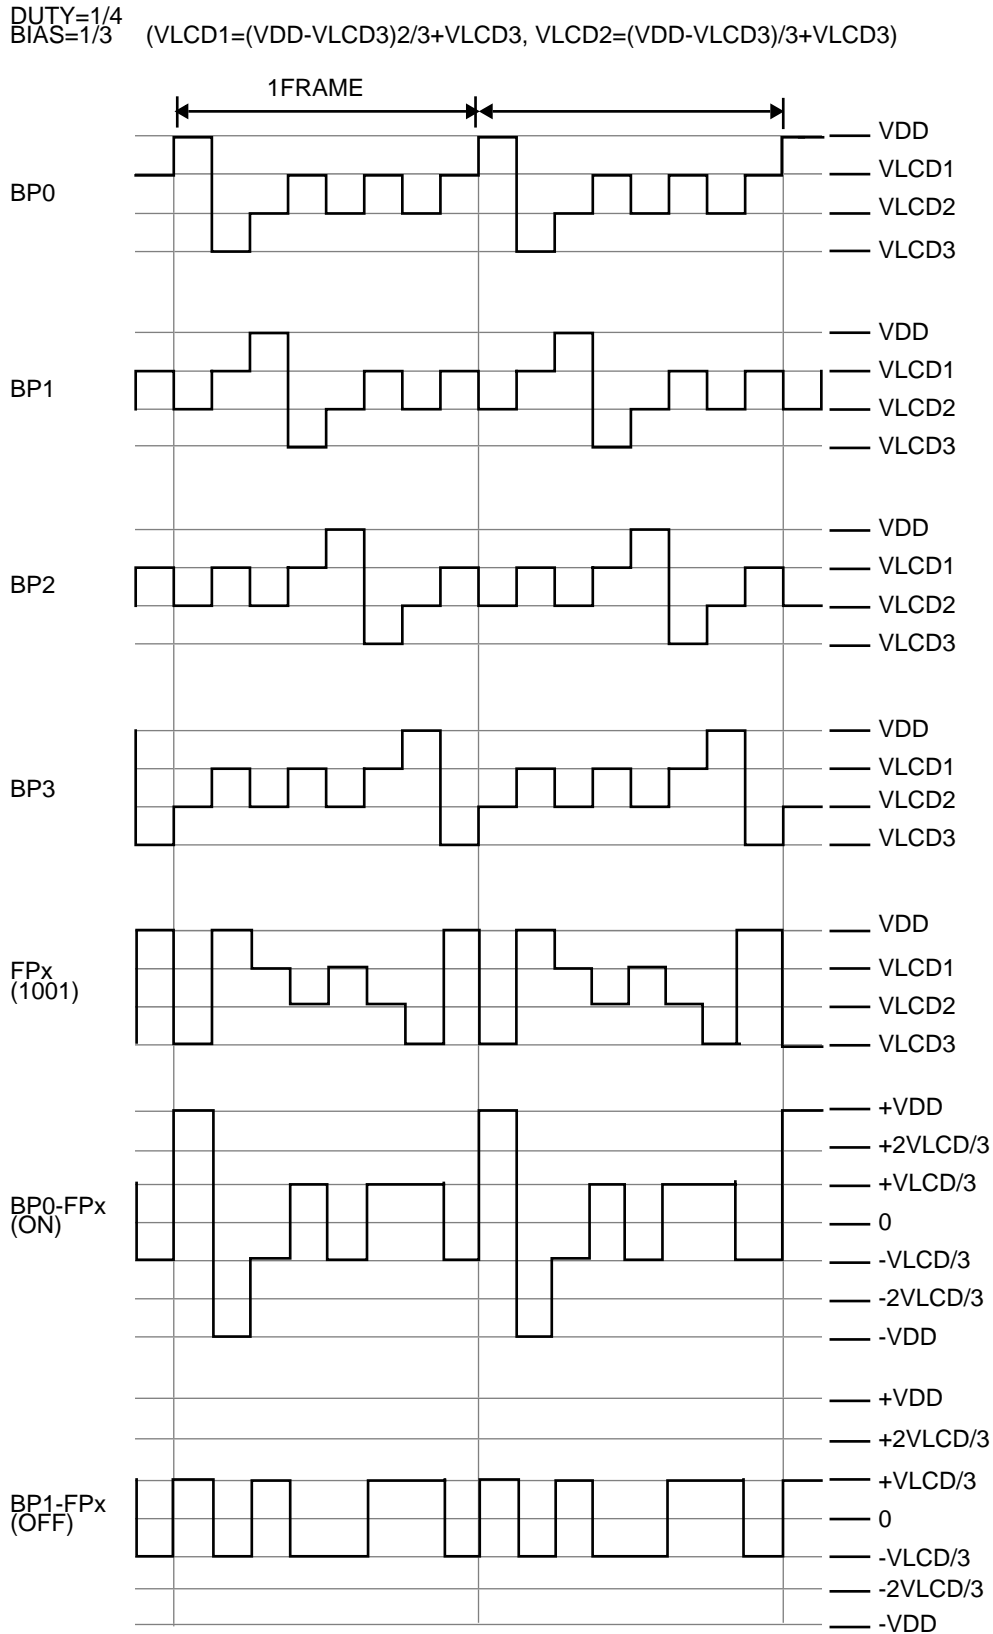 DUTY=1/4
BIAS=1/3 (VLCD1=(VDD-VLCD3)2/3+VLCD3, VLCD2=(VDD-VLCD3)/3+VLCD3)
1FRAME
BP0
VDD
VLCD1
VLCD2
VLCD3
BP1
VDD
VLCD1
VLCD2
VLCD3
BP2
VDD
VLCD1
VLCD2
VLCD3
BP3
VDD
VLCD1
VLCD2
VLCD3
FPx
(1001)
VDD
VLCD1
VLCD2
VLCD3
BP0-FPx
(ON)
+VDD
+2VLCD/3
+VLCD/3
0
-VLCD/3
-2VLCD/3
-VDD
BP1-FPx
(OFF)
+VDD
+2VLCD/3
+VLCD/3
0
-VLCD/3
-2VLCD/3
-VDD